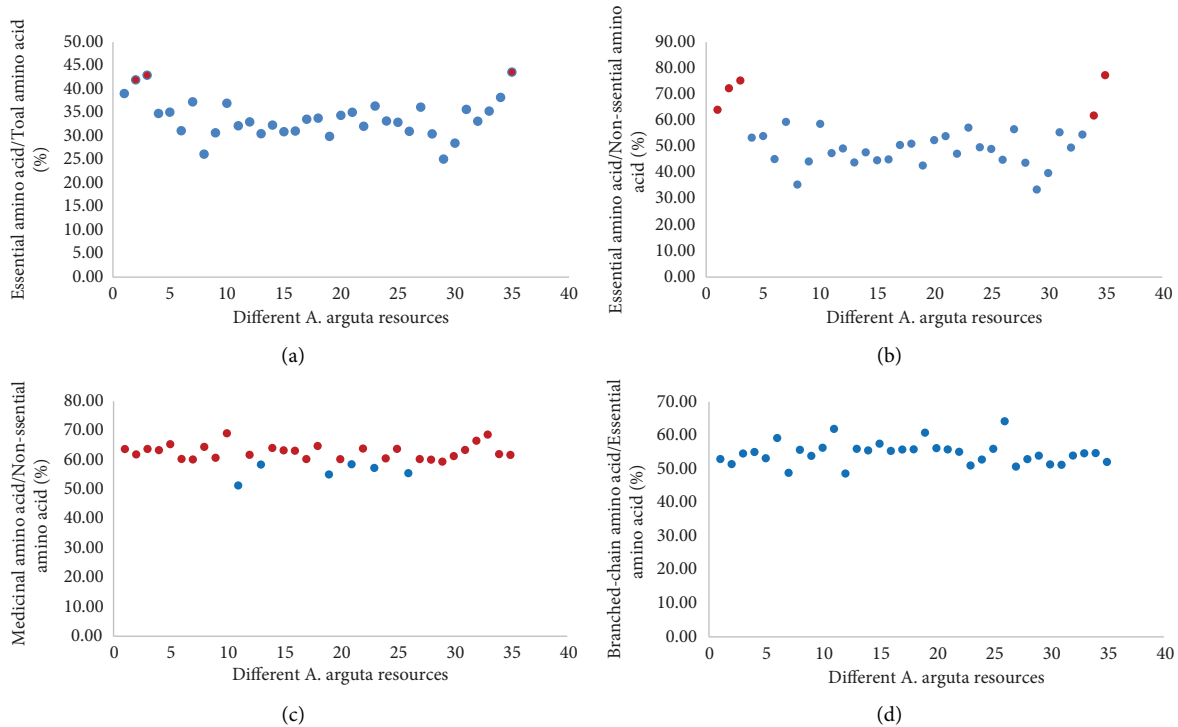 50.00
45.00
40.00
35.00
30.00
25.00
20.00
15.00
10.00
5.00
0.00
0 5 10 15 20 25 30 35 40
Essential amino acid/Toal amino acid
(%)
Different A. arguta resources
(a)
90.00
80.00
70.00
60.00
50.00
40.00
30.00
20.00
10.00
0.00
0 5 10 15 20 25 30 35 40
Essential amino acid/Non-ssential amino
acid (%)
Different A. arguta resources
(b)
80.00
70.00
60.00
50.00
40.00
30.00
20.00
10.00
0.00
0 5 10 15 20 25 30 35 40
Medicinal amino acid/Non-ssential
amino acid (%)
Different A. arguta resources
(c)
70.00
60.00
50.00
40.00
30.00
20.00
10.00
0.00
0 5 10 15 20 25 30 35 40
Branched-chain amino acid/Essential
amino acid (%)
Different A. arguta resources
(d)